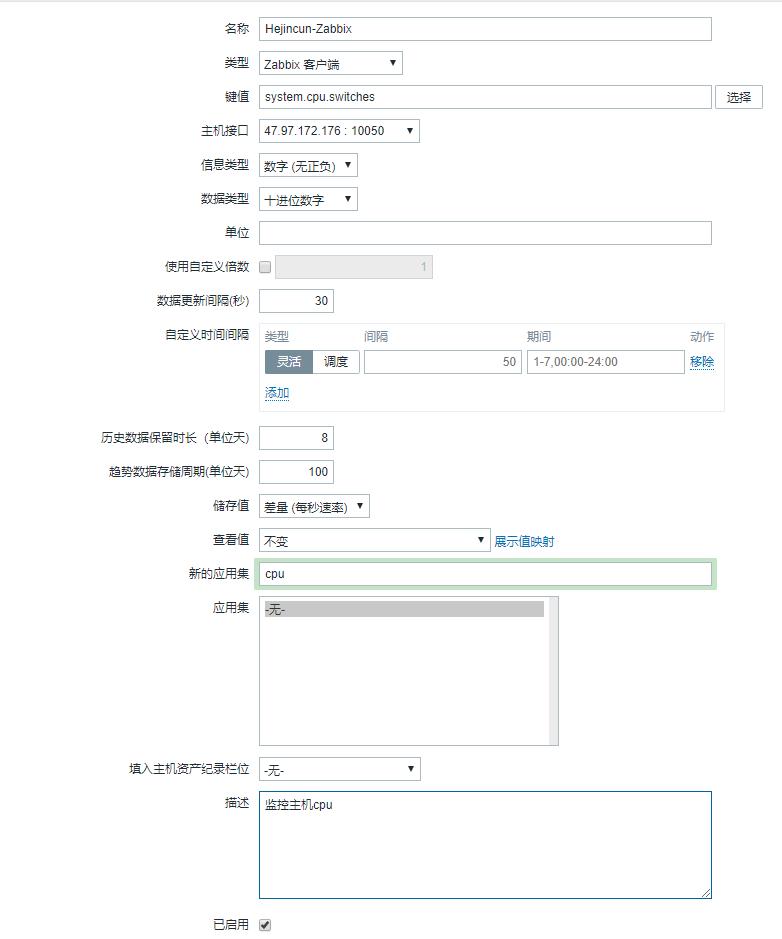 名称 Hejincun-Zabbix
类型 Zabbix 客户端
键值 system.cpu.switches 选择
主机接口 47.97.172.176 : 10050
信息类型 数字 (无正负)
数据类型 十进位数字
单位
使用自定义倍数 1
数据更新间隔(秒) 30
自定义时间间隔 类型 间隔 期间 动作
灵活 调度 50 1-7,00:00-24:00 移除
添加
历史数据保留时长（单位天) 8
趋势数据存储周期(单位天) 100
储存值 差量 (每秒速率)
查看值 不变 展示值映射
新的应用集 cpu
应用集 -无-
填入主机资产纪录栏位 -无-
描述 监控主机cpu
已启用